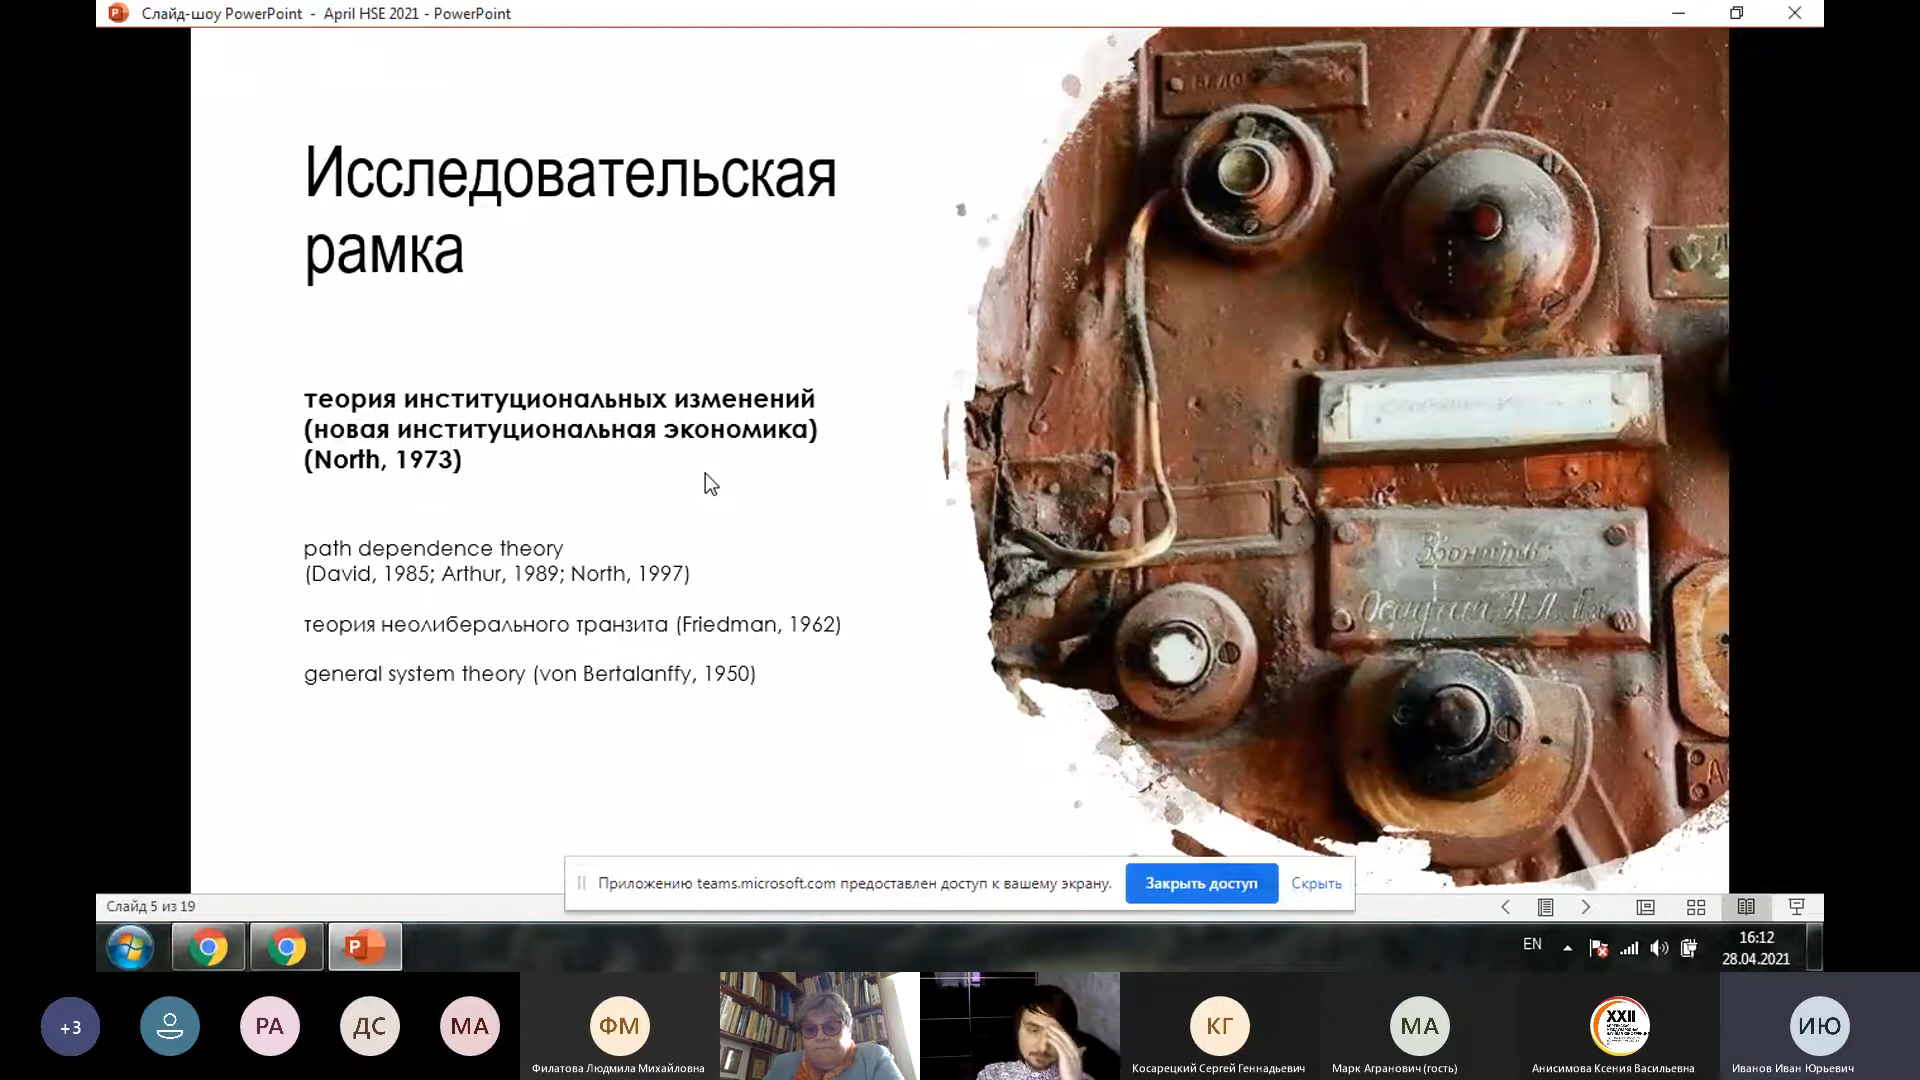 Слайд-шоу PowerPoint - April HSE 2021 - PowerPoint
Исследовательская
рамка
теория институциональных изменений
(новая институциональная экономика)
(North, 1973)
path dependence theory
(David, 1985; Arthur, 1989; North, 1997)
теория неолиберального транзита (Friedman, 1962)
general system theory (von Bertalanffy, 1950)
Звонить:
Приложению teams.microsoft.com предоставлен доступ к вашему экрану.
Закрыть доступ
Скрыть
Слайд 5 из 19
EN
16:12
28.04.2021
+3
РА
ДС
МА
ФМ
КГ
МА
XXII
ИЮ
Филатова Людмила Михайловна
Косарецкий Сергей Геннадьевич
Марк Агранович (гость)
Анисимова Ксения Васильевна
Иванов Иван Юрьевич